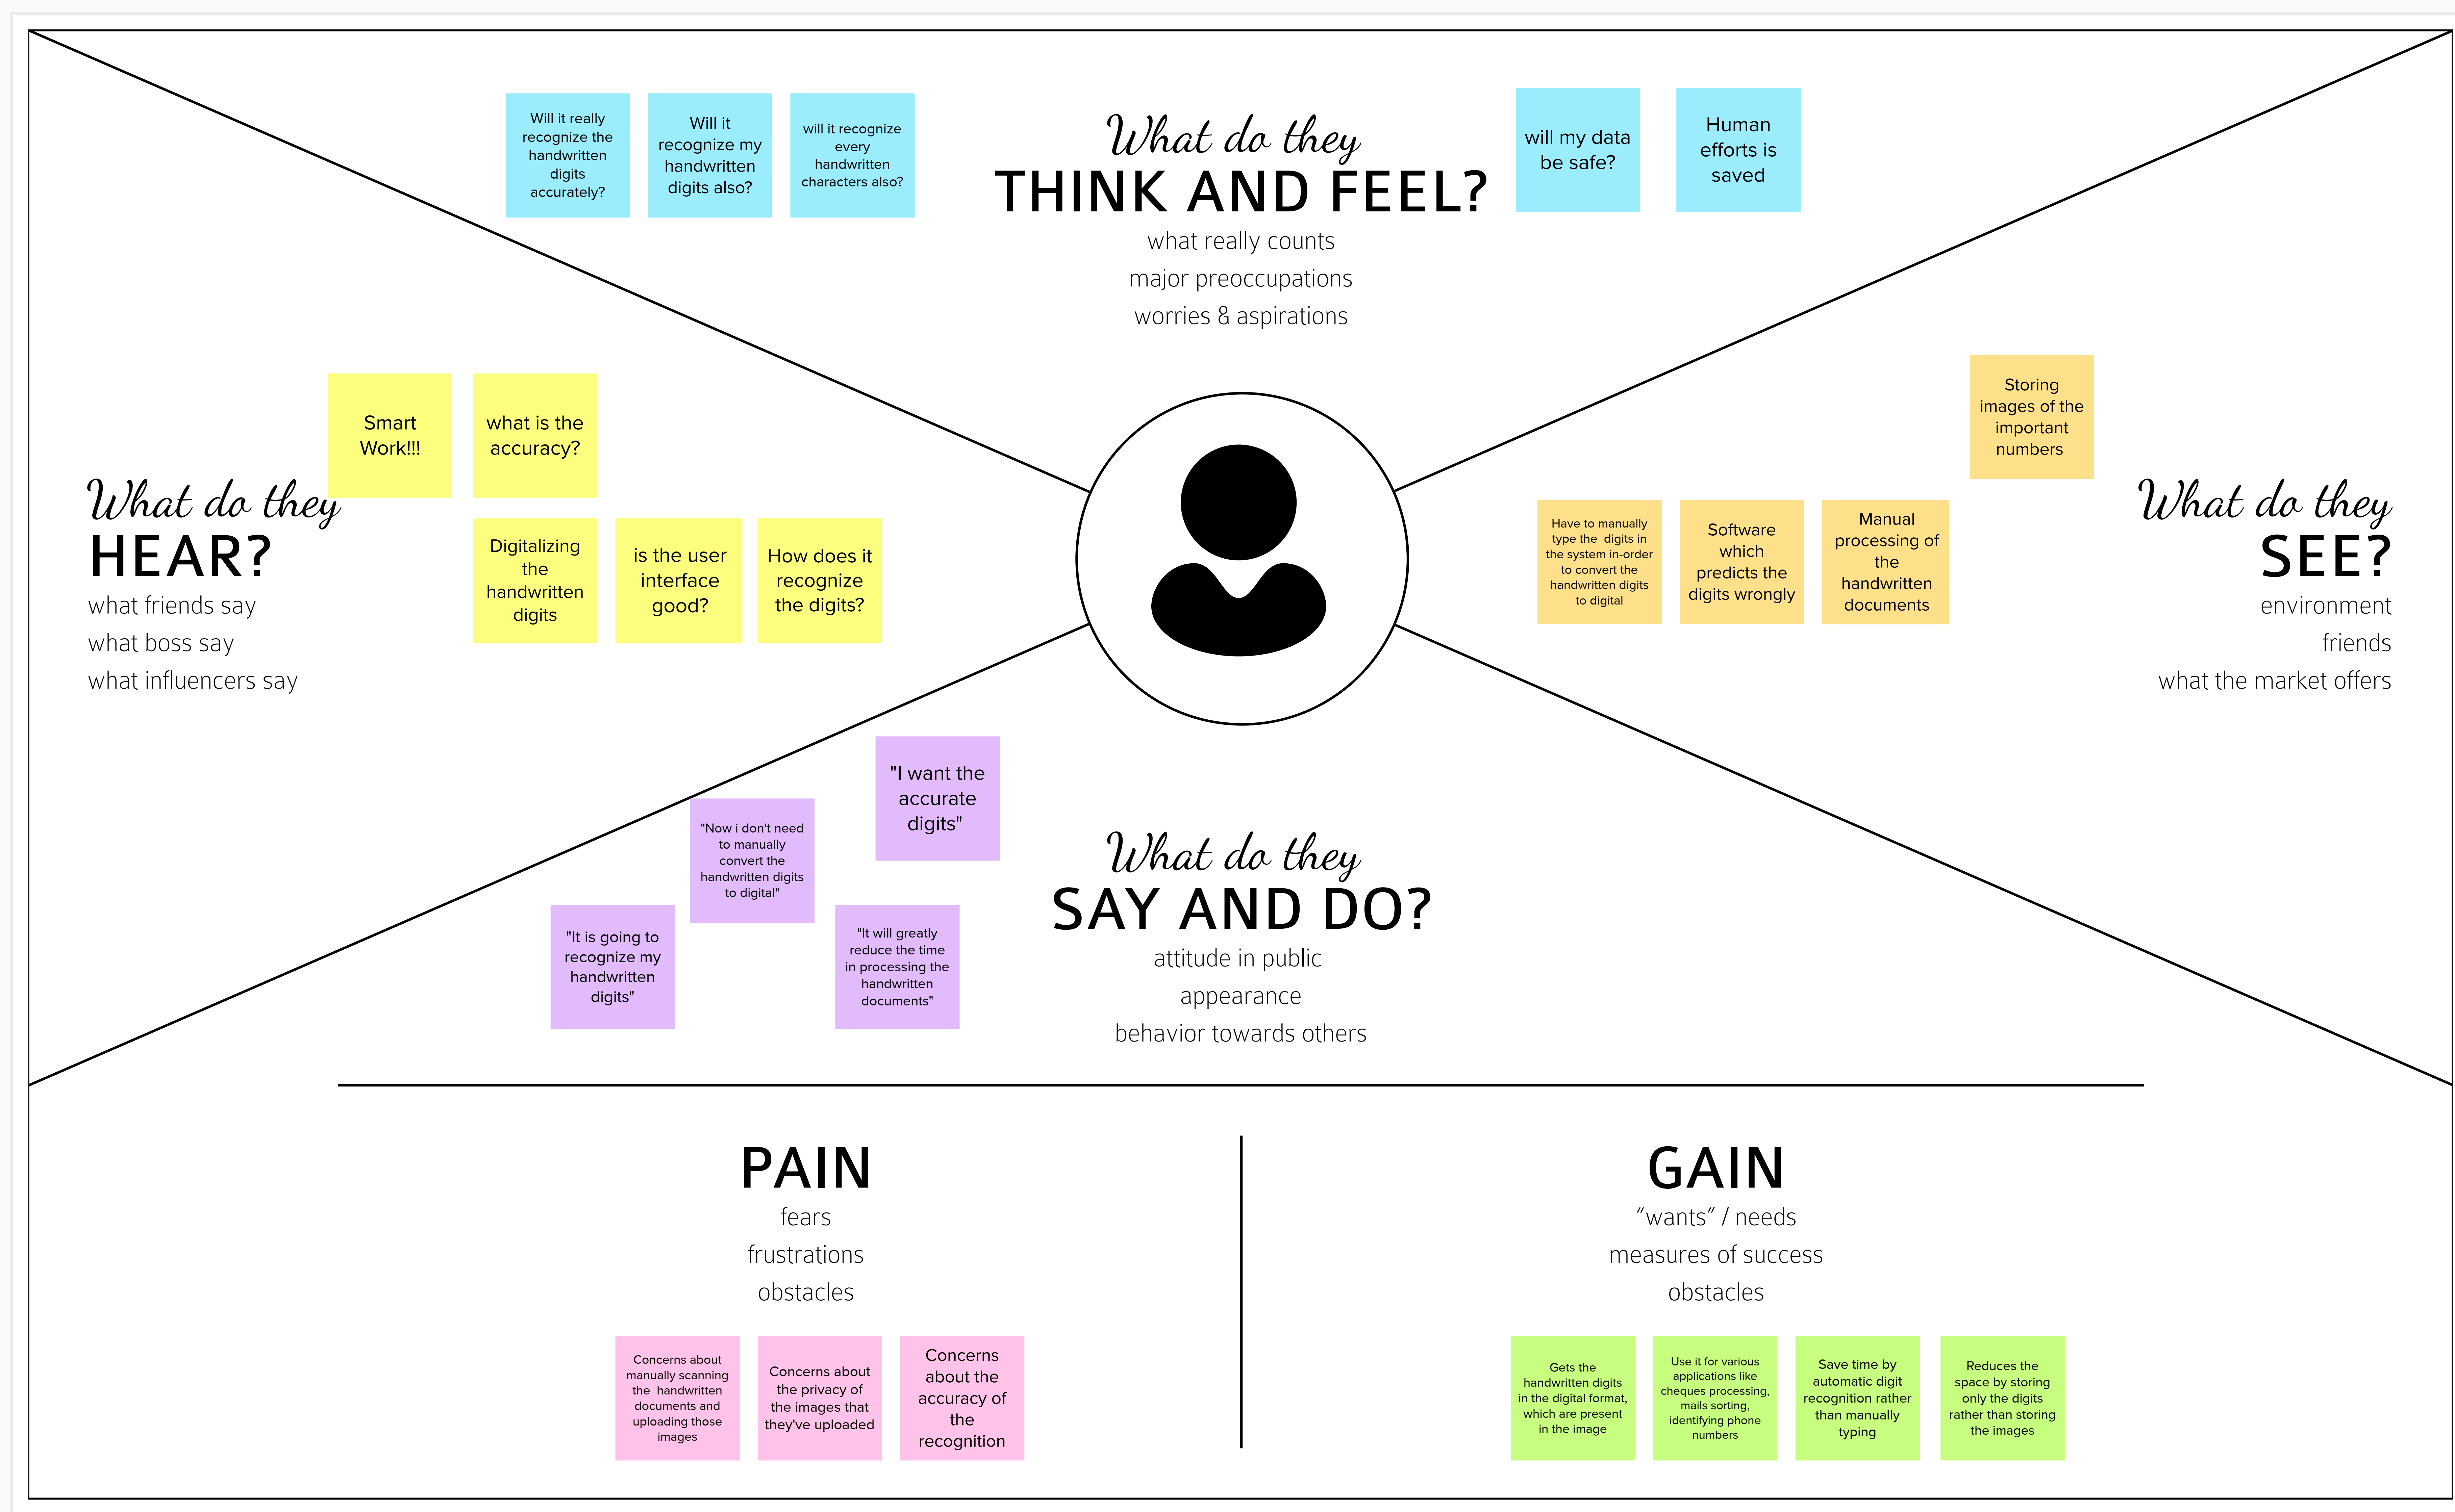 Will it really
recognize the
handwritten
digits
accurately?
Will it
recognize my
handwritten
digits also?
will it recognize
every
handwritten
characters also?
What do they
THINK AND FEEL?
what really counts
major preoccupations
worries & aspirations
will my data
be safe?
Human
efforts is
saved
Smart
Work!!!
what is the
accuracy?
What do they
HEAR?
what friends say
what boss say
what influencers say
Digitalizing
the
handwritten
digits
is the user
interface
good?
How does it
recognize
the digits?
Storing
images of the
important
numbers
Have to manually
type the  digits in
the system in-order
to convert the
handwritten digits
to digital
Software
which
predicts the
digits wrongly
Manual
processing of
the
handwritten
documents
What do they
SEE?
environment
friends
what the market offers
"I want the
accurate
digits"
"Now i don't need
to manually
convert the
handwritten digits
to digital"
"It is going to
recognize my
handwritten
digits"
"It will greatly
reduce the time
in processing the
handwritten
documents"
What do they
SAY AND DO?
attitude in public
appearance
behavior towards others
PAIN
fears
frustrations
obstacles
Concerns about
manually scanning
the  handwritten
documents and
uploading those
images
Concerns about
the privacy of
the images that
they've uploaded
Concerns
about the
accuracy of
the
recognition
GAIN
“wants” / needs
measures of success
obstacles
Gets the
handwritten digits
in the digital format,
which are present
in the image
Use it for various
applications like
cheques processing,
mails sorting,
identifying phone
numbers
Save time by
automatic digit
recognition rather
than manually
typing
Reduces the
space by storing
only the digits
rather than storing
the images